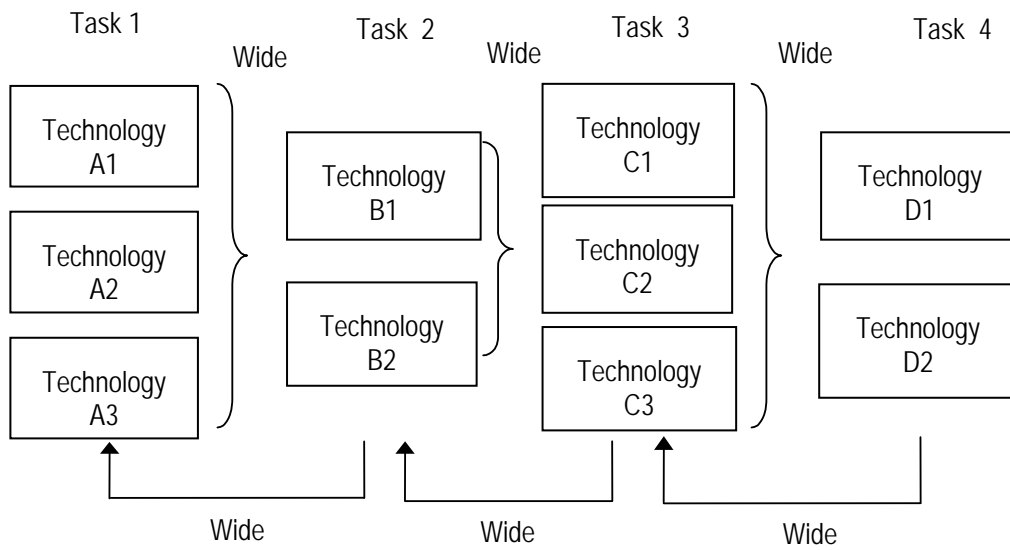 Task 1
Task 2
Task 3
Task 4
Wide
Wide
Wide
Technology
A1
Technology
A2
Technology
A3
Technology
B1
Technology
B2
Technology
C1
Technology
C2
Technology
C3
Technology
D1
Technology
D2
Wide
Wide
Wide